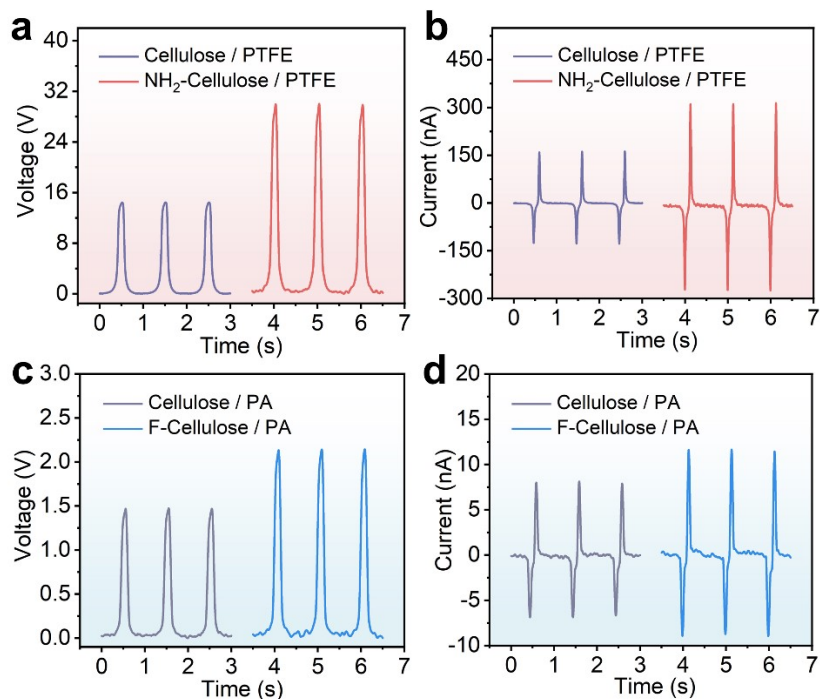 a
40
32
24
16
8
0
Voltage (V)
Cellulose / PTFE
NH₂-Cellulose / PTFE
0 1 2 3 4 5 6 7
Time (s)
b
450
300
150
0
-150
-300
Current (nA)
Cellulose / PTFE
NH₂-Cellulose / PTFE
0 1 2 3 4 5 6 7
Time (s)
c
3.0
2.5
2.0
1.5
1.0
0.5
0.0
Voltage (V)
Cellulose / PA
F-Cellulose / PA
0 1 2 3 4 5 6 7
Time (s)
d
20
15
10
5
0
-5
-10
Current (nA)
Cellulose / PA
F-Cellulose / PA
0 1 2 3 4 5 6 7
Time (s)